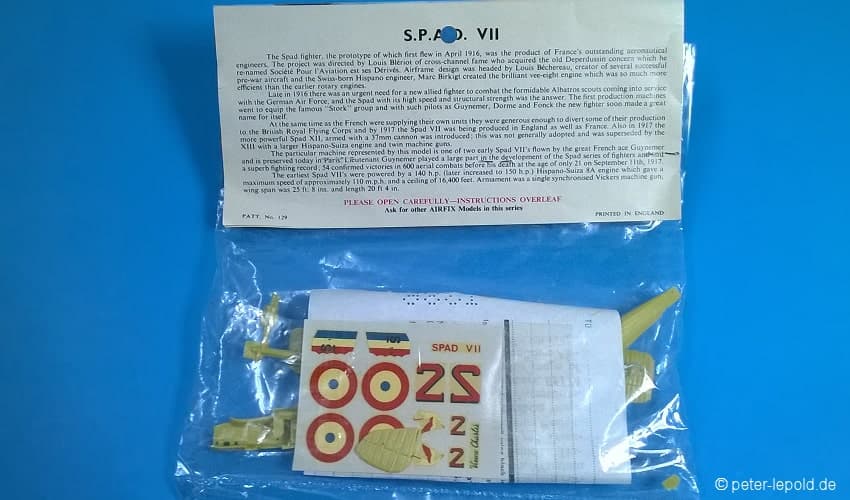 S.P.A.D. VII
The Spad fighter, the prototype of which first flew in April 1916, was the product of France's outstanding aeronautical
engineers. The project was directed by Louis Blériot of cross-channel fame who acquired the old Deperdussin concern which he
re-named Société Pour l'Aviation est ses Dérivés. Airframe design was headed by Louis Béchereau, creator of several successful
pre-war aircraft and the Swiss-born Hispano engineer, Marc Birkigt created the brilliant vee-eight engine which was so much more
efficient than the earlier rotary engines.
Late in 1916 there was an urgent need for a new allied fighter to combat the formidable Albatros scouts coming into service
with the German Air Force, and the Spad with its high speed and structural strength was the answer. The first production machines
went to equip the famous "Stork" group and with such pilots as Guynemer, Dorme and Fonck the new fighter soon made a great
name for itself.
At the same time as the French were supplying their own units they were generous enough to divert some of their production
to the British Royal Flying Corps and by 1917 the Spad VII was being produced in England as well as France. Also in 1917 the
more powerful Spad XII, armed with a 37mm cannon was introduced; this was not generally adopted and was superseded by the
XIII with a larger Hispano-Suiza engine and twin machine guns.
The particular machine represented by this model is one of two early Spad VII's flown by the great French ace Guynemer
and is preserved today in Paris. Lieutenant Guynemer played a large part in the development of the Spad series of fighters and
a superb fighting record, 54 confirmed victories in 600 aerial combats before his death at the age of only 21 on September 11th, 1917.
The earliest Spad VII's were powered by a 140 h.p. (later increased to 150 h.p.) Hispano-Suiza 8A engine which gave a
maximum speed of approximately 110 m.p.h. and a ceiling of 16,400 feet. Armament was a single synchronised Vickers machine gun,
wing span was 25 ft. 8 ins. and length 20 ft 4 in.
PLEASE OPEN CAREFULLY—INSTRUCTIONS OVERLEAF
Ask for other AIRFIX Models in this series
PATT. No. 129
PRINTED IN ENGLAND
SPAD VII
2 2
2
2
Vieux Charles
© peter-lepold.de